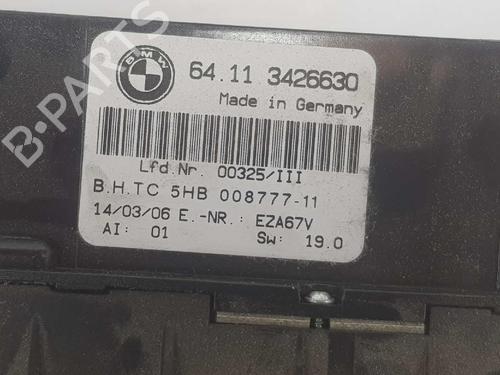 BMW
64.11 3426630
Made in Germany
Lfd.Nr. 00325/III
B.H.TC 5HB 008777-11
14/03/06 E.-NR.: EZA67V
AI: 01 SW: 19.0
B-PARTS